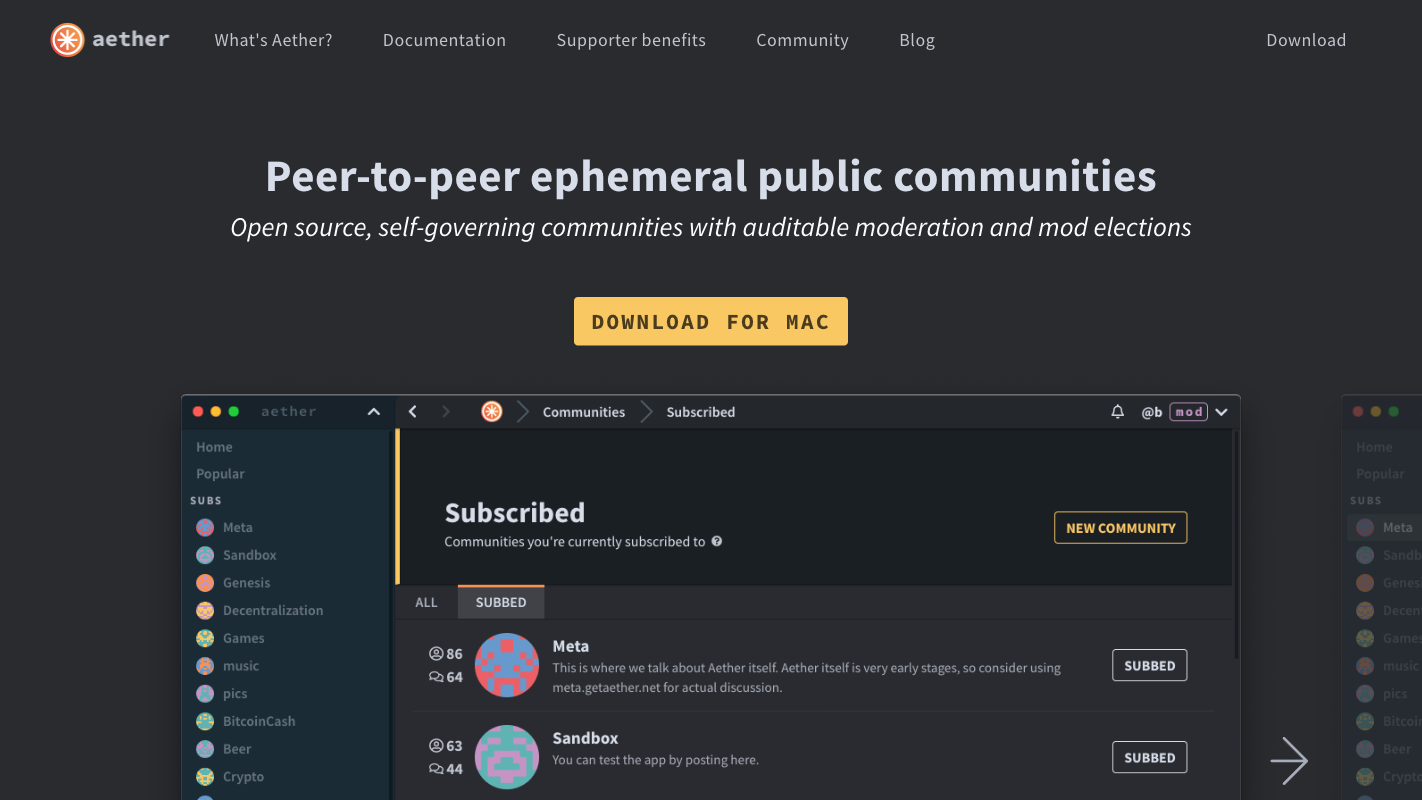 aether
What's Aether?
Documentation
Supporter benefits
Community
Blog
Download
Peer-to-peer ephemeral public communities
Open source, self-governing communities with auditable moderation and mod elections
DOWNLOAD FOR MAC
aether
Communities
Subscribed
@b mod
Home
Popular
SUBS
Meta
Sandbox
Genesis
Decentralization
Games
music
pics
BitcoinCash
Beer
Crypto
Subscribed
Communities you're currently subscribed to
NEW COMMUNITY
ALL
SUBBED
86
64
Meta
This is where we talk about Aether itself. Aether itself is very early stages, so consider using
meta.getaether.net for actual discussion.
SUBBED
63
44
Sandbox
You can test the app by posting here.
SUBBED
Home
Popular
SUBS
Meta
Sandb
Genes
Decen
Games
music
pics
Bitcoin
Beer
Crypto